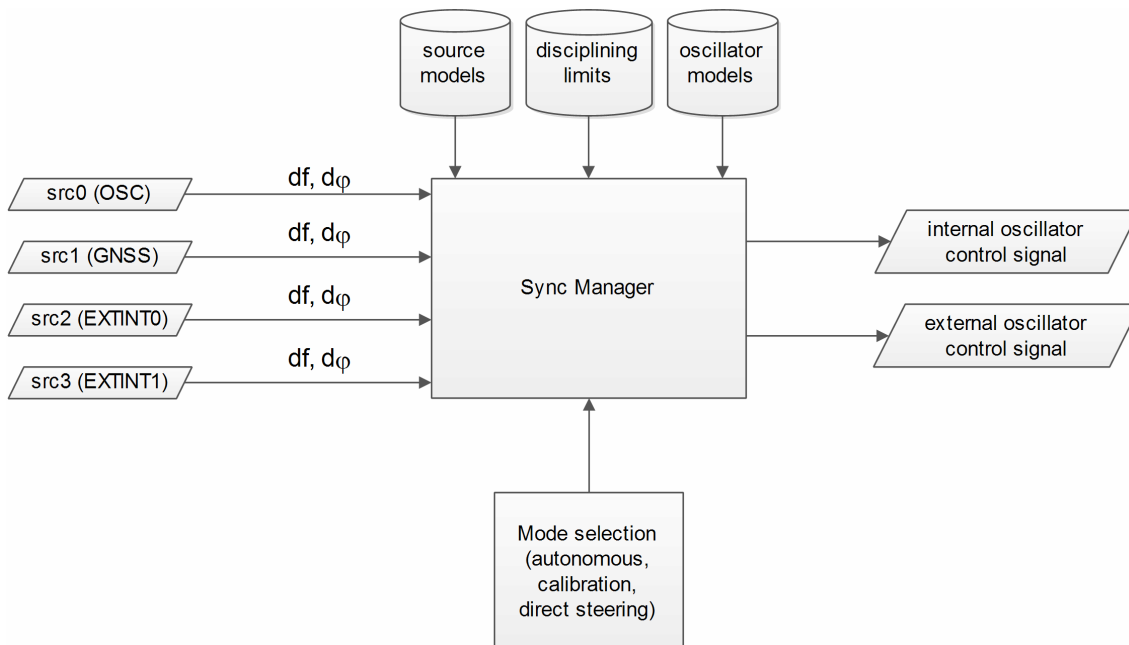 source
models
disciplining
limits
oscillator
models
src0 (OSC)
df, dφ
src1 (GNSS)
df, dφ
src2 (EXTINT0)
df, dφ
src3 (EXTINT1)
df, dφ
Sync Manager
internal oscillator
control signal
external oscillator
control signal
Mode selection
(autonomous,
calibration,
direct steering)